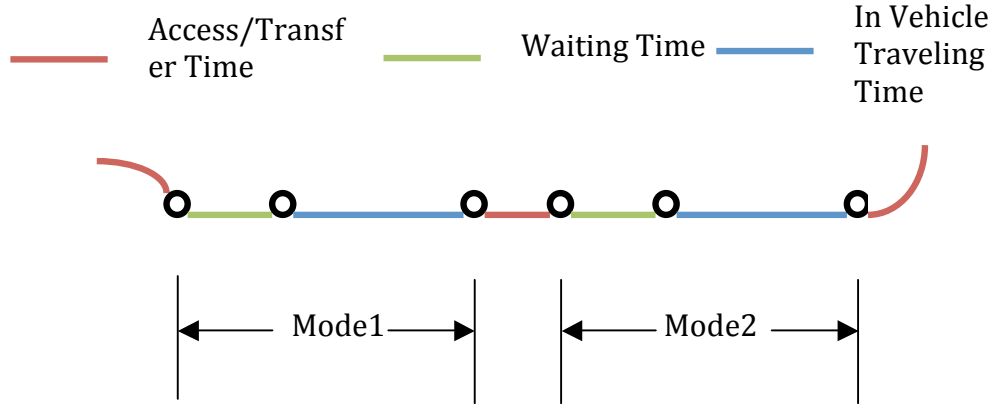 Access/Transf
er Time
Waiting Time
In Vehicle
Traveling
Time
Mode1
Mode2